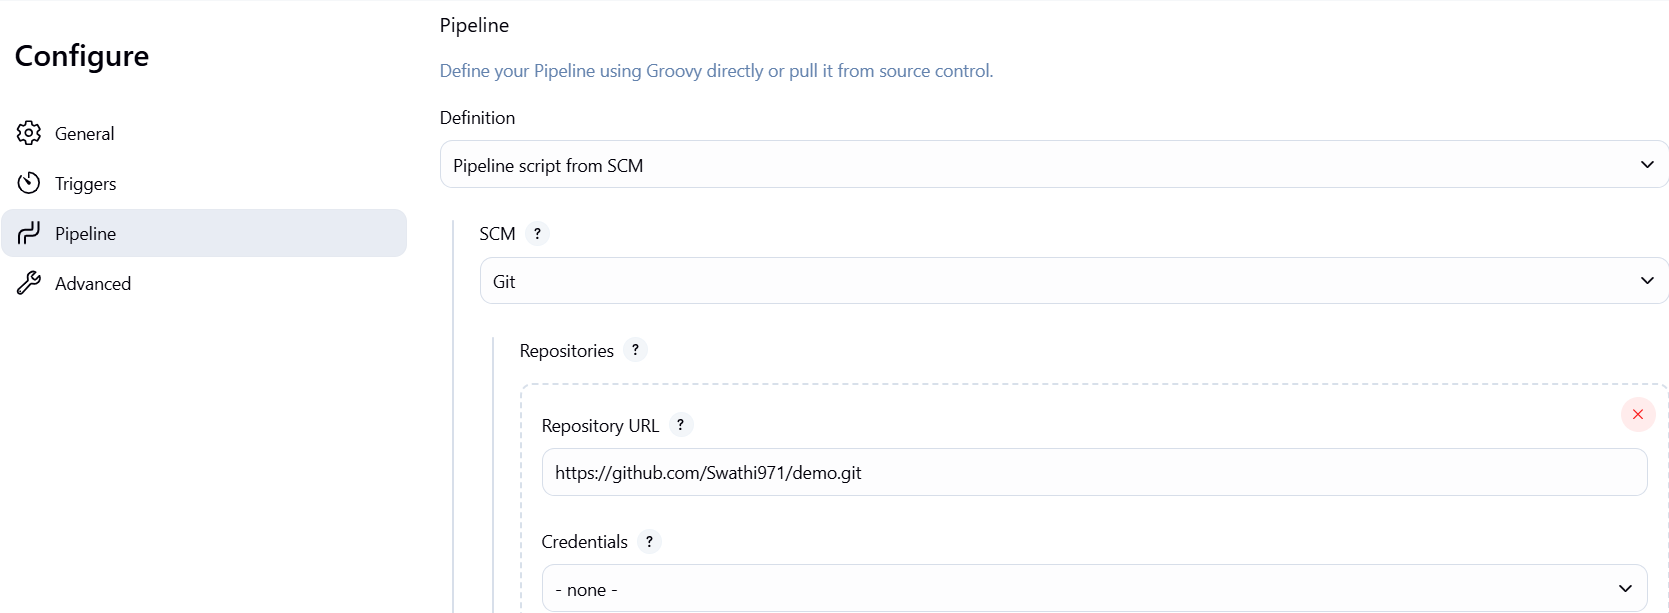 Configure
General
Triggers
Pipeline
Advanced
Pipeline
Define your Pipeline using Groovy directly or pull it from source control.
Definition
Pipeline script from SCM
SCM ?
Git
Repositories ?
Repository URL ?
https://github.com/Swathi971/demo.git
Credentials ?
- none -